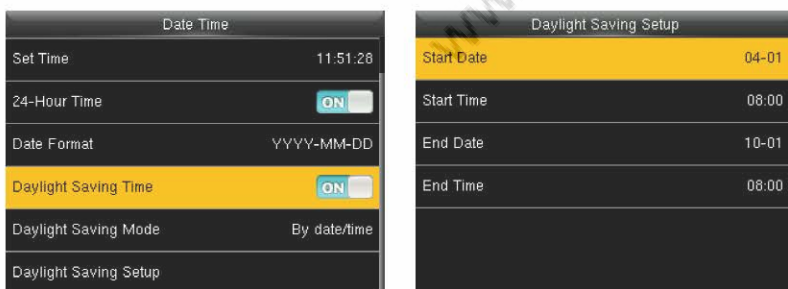 Date Time
Set Time 11:51:28
24-Hour Time ON
Date Format YYYY-MM-DD
Daylight Saving Time ON
Daylight Saving Mode By date/time
Daylight Saving Setup
Daylight Saving Setup
Start Date 04-01
Start Time 08:00
End Date 10-01
End Time 08:00
www